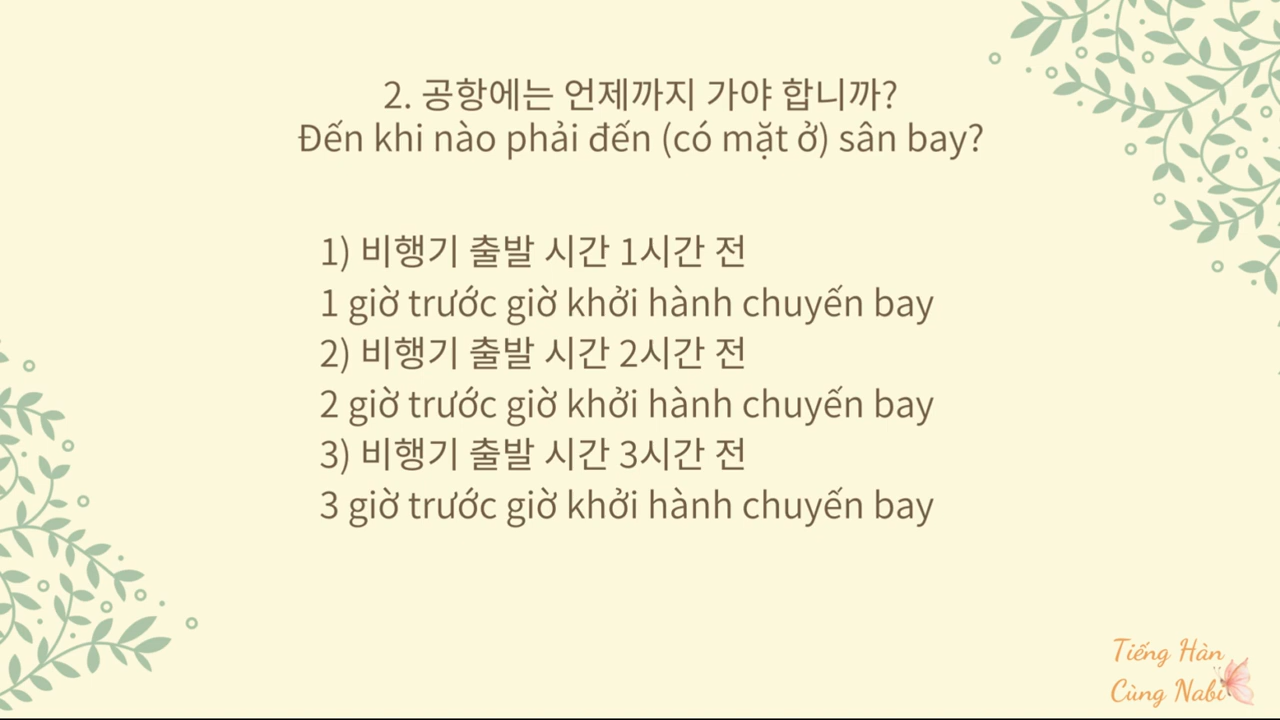 2. 공항에는 언제까지 가야 합니까?
Đến khi nào phải đến (có mặt ở) sân bay?
1) 비행기 출발 시간 1시간 전
1 giờ trước giờ khởi hành chuyến bay
2) 비행기 출발 시간 2시간 전
2 giờ trước giờ khởi hành chuyến bay
3) 비행기 출발 시간 3시간 전
3 giờ trước giờ khởi hành chuyến bay
Tiếng Hàn
Cùng Nabi